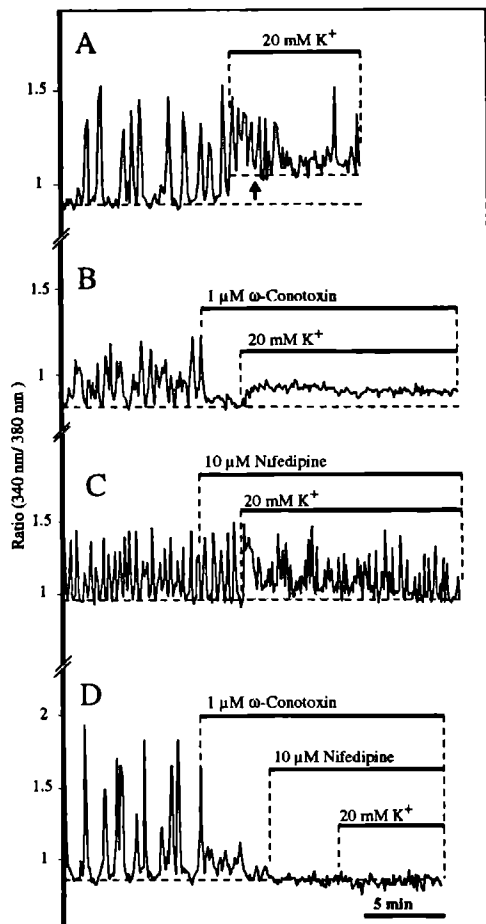 A
20 mM K+
1.5
1
B
1 µM ω-Conotoxin
1.5
20 mM K+
1
10 µM Nifedipine
C
20 mM K+
1.5
1
Ratio (340 nm/ 380 nm)
D
1 µM ω-Conotoxin
2
10 µM Nifedipine
1.5
20 mM K+
1
5 min